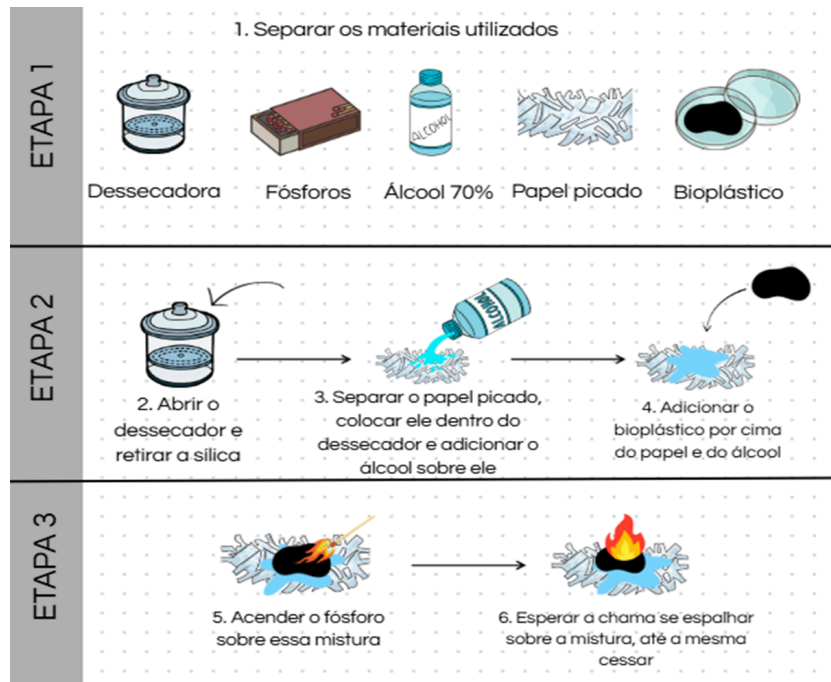 ETAPA 1
1. Separar os materiais utilizados
ALCOHOL
Dessecadora
Fósforos
Álcool 70%
Papel picado
Bioplástico
ETAPA 2
ALCOHOL
2. Abrir o
dessecador e
retirar a sílica
3. Separar o papel picado,
colocar ele dentro do
dessecador e adicionar o
álcool sobre ele
4. Adicionar o
bioplástico por cima
do papel e do álcool
ETAPA 3
5. Acender o fósforo
sobre essa mistura
6. Esperar a chama se espalhar
sobre a mistura, até a mesma
cessar